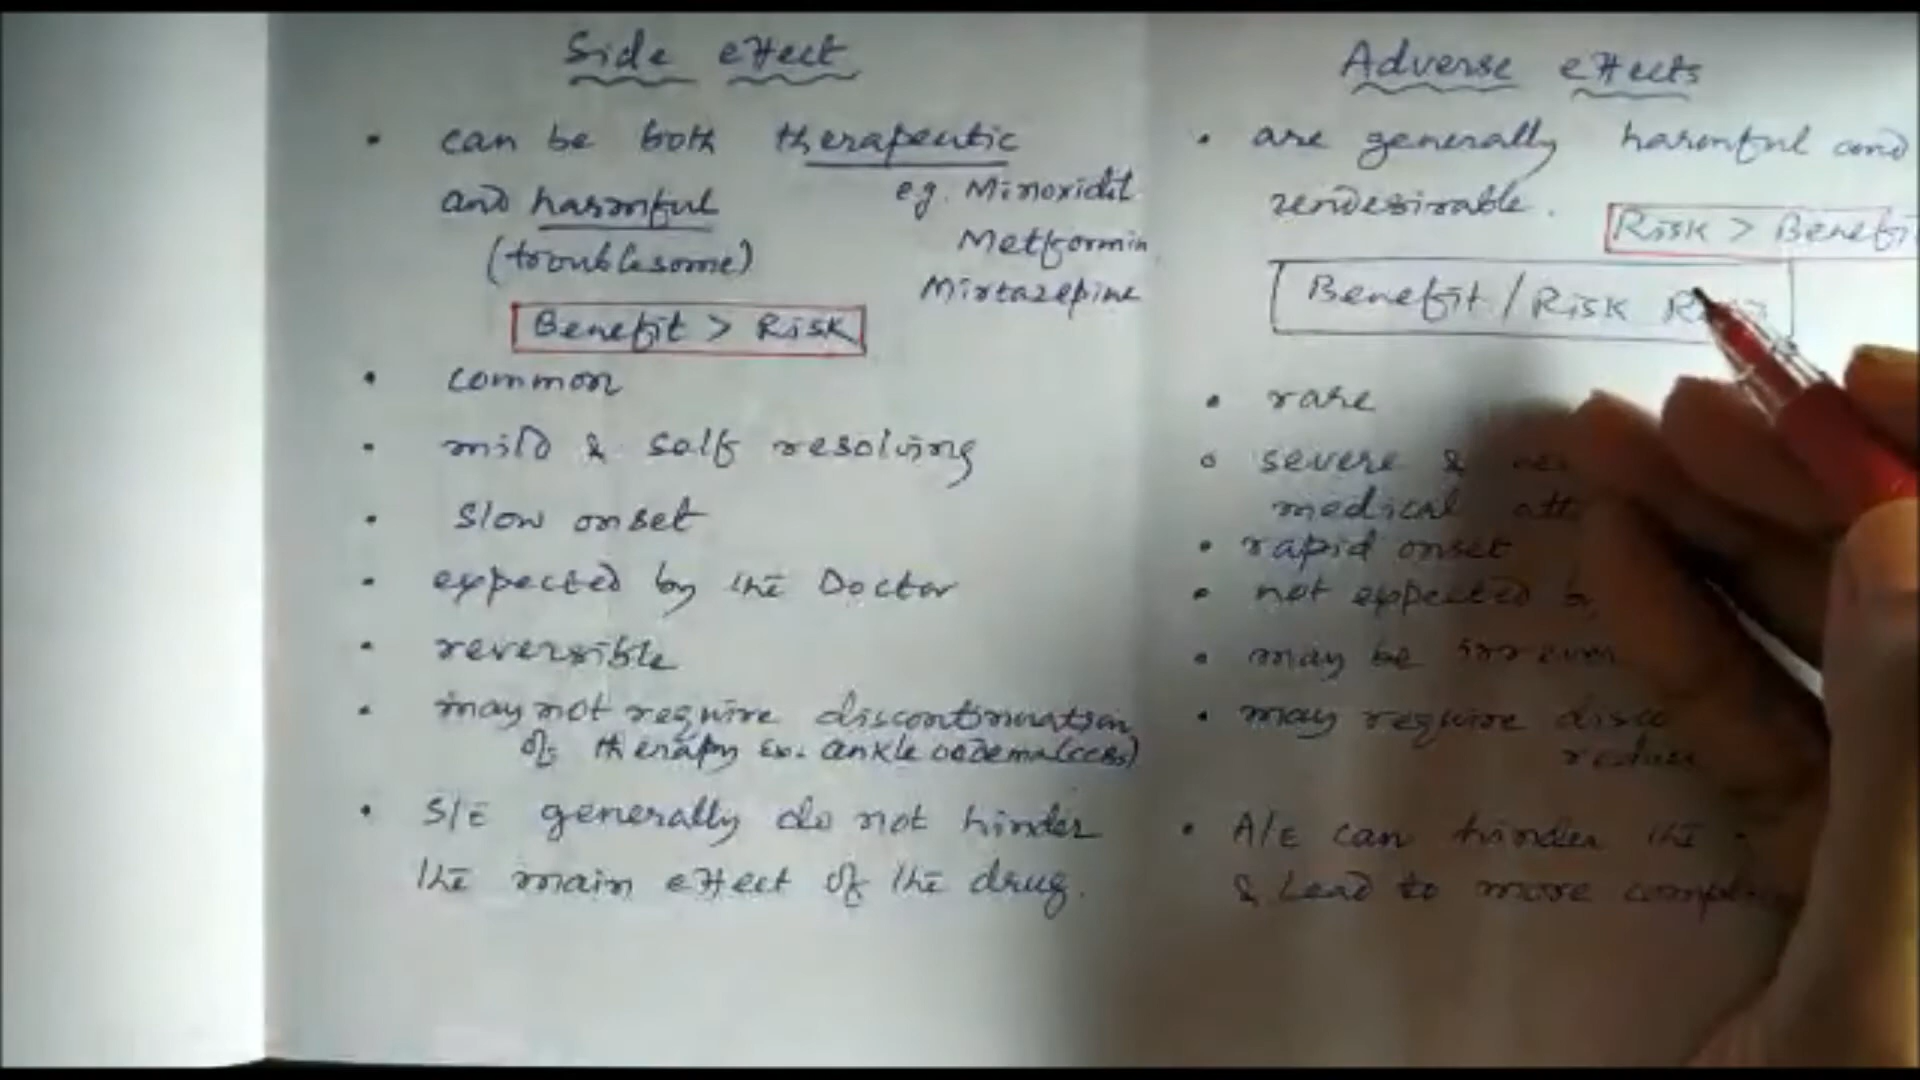 Side effect
• can be both therapeutic
and harmful
(troublesome)
e.g. Minoxidil
Metformin
Mirtazepine
Benefit > Risk
• common
• mild & self resolving
• slow onset
• expected by the Doctor
• reversible
• may not require discontinuation
of therapy Ex. ankle oedema (CCBs)
• S/E generally do not hinder
the main effect of the drug.
Adverse effects
• are generally harmful and
undesirable.
Risk > Benefi
Benefit / Risk
• rare
• severe &
medical
• rapid onset
• not expected
• may be
• may require
• A/E can hinder the
& Lead to more